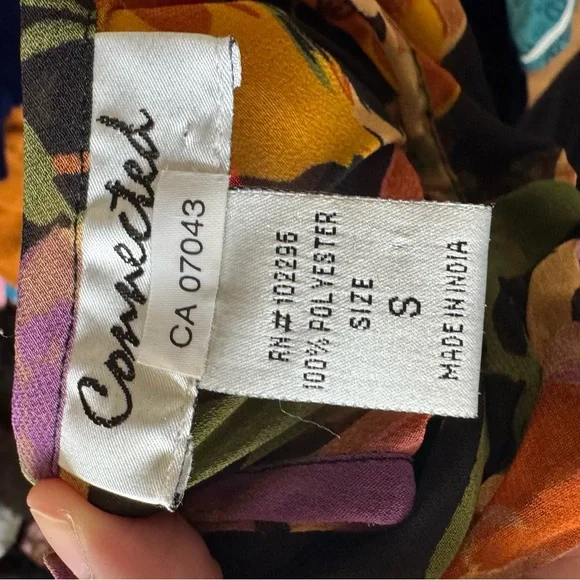 Connected
CA 07043
RN# 102296
100% POLYESTER
SIZE
S
MADE IN INDIA